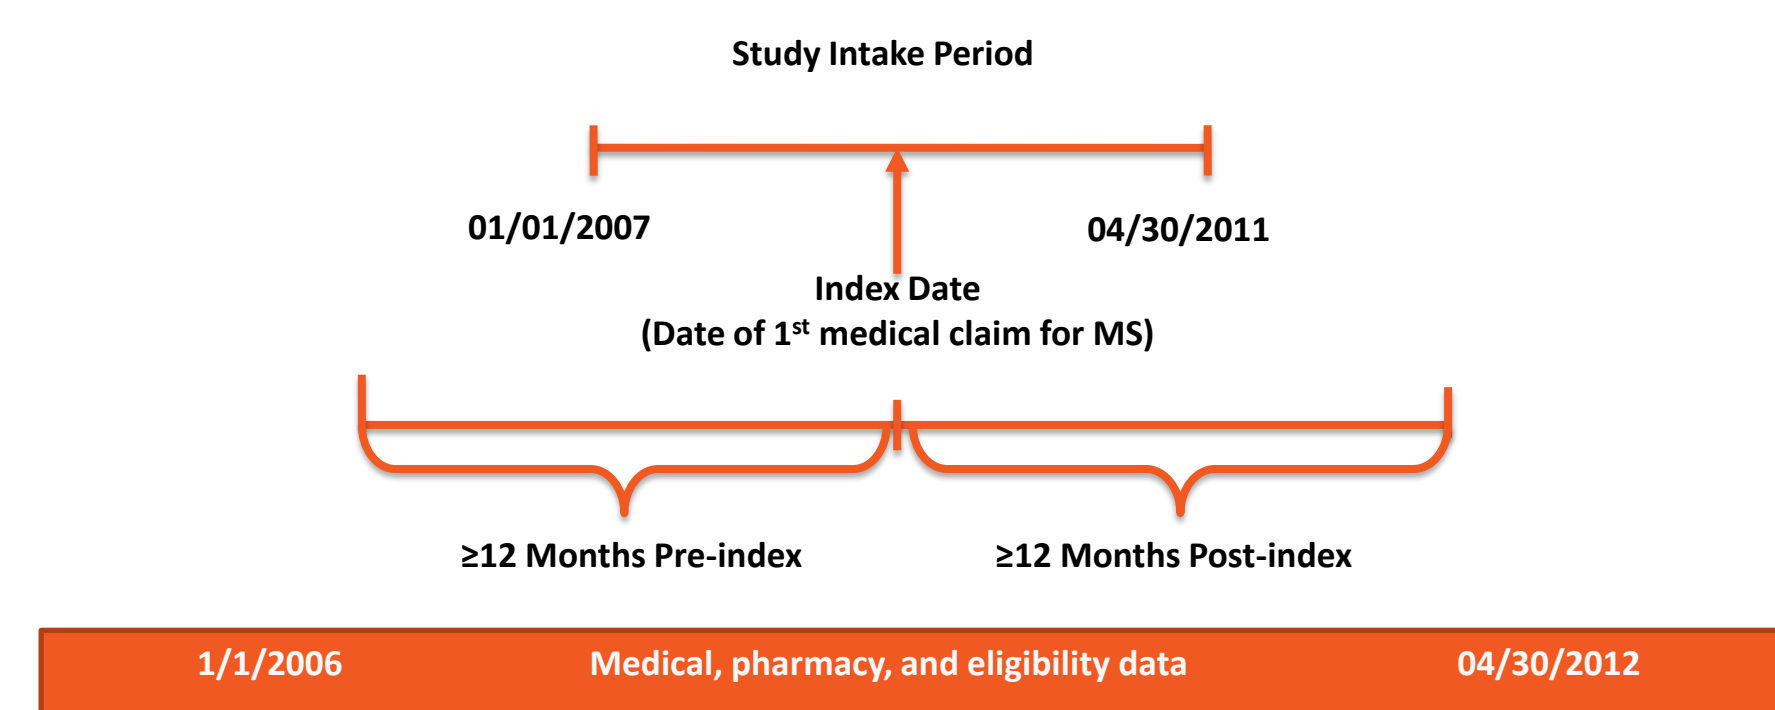 Study Intake Period
01/01/2007
04/30/2011
Index Date
(Date of 1st medical claim for MS)
≥12 Months Pre-index
≥12 Months Post-index
1/1/2006
Medical, pharmacy, and eligibility data
04/30/2012